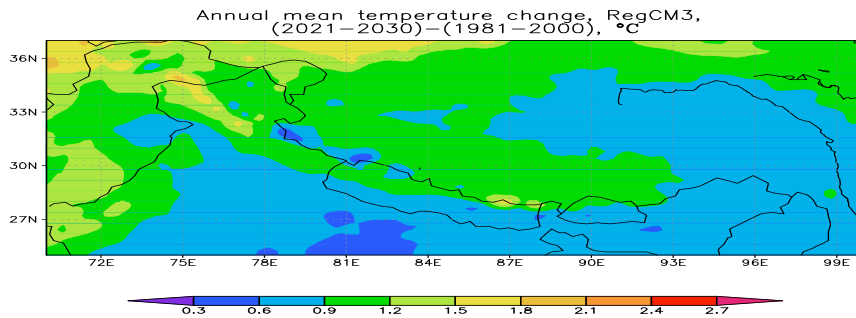 Annual mean temperature change, RegCM3,
(2021−2030)−(1981−2000), °C
36N
33N
30N
27N
72E 75E 78E 81E 84E 87E 90E 93E 96E 99E
0.3 0.6 0.9 1.2 1.5 1.8 2.1 2.4 2.7